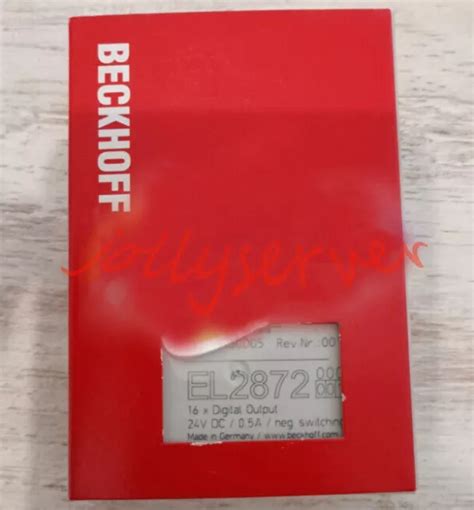 BECKHOFF
jollyserver
Rev Nr.: 001
EL2872
16 x Digital Output
24V DC / 0.5A / neg. switching
Made in Germany / www.beckhoff.com